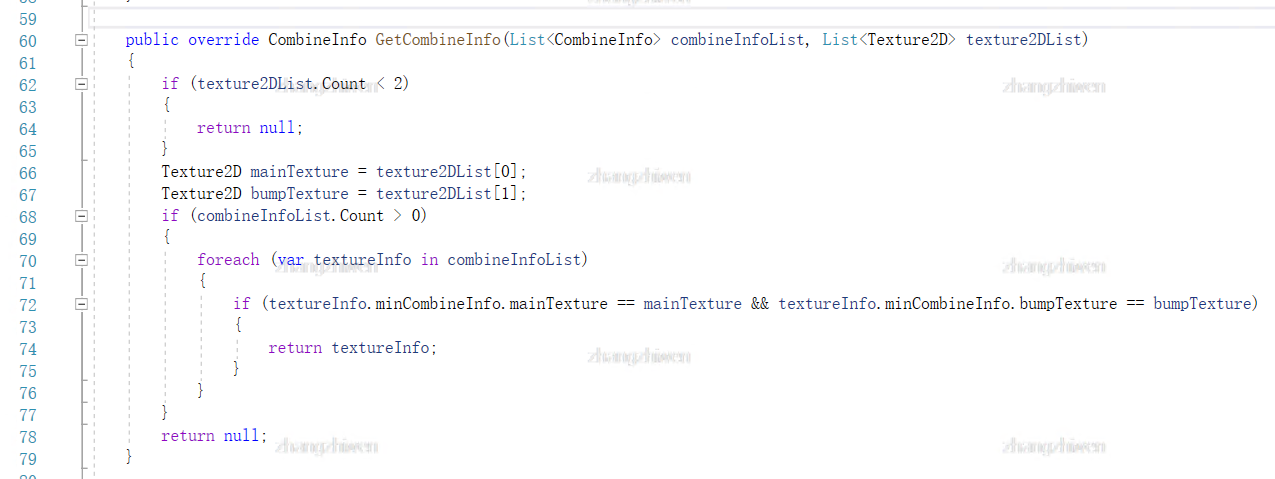 59
60 public override CombineInfo GetCombineInfo(List<CombineInfo> combineInfoList, List<Texture2D> texture2DList)
61 {
62 if (texture2DList.Count < 2)
63 {
64 return null;
65 }
66 Texture2D mainTexture = texture2DList[0];
67 Texture2D bumpTexture = texture2DList[1];
68 if (combineInfoList.Count > 0)
69 {
70 foreach (var textureInfo in combineInfoList)
71 {
72 if (textureInfo.minCombineInfo.mainTexture == mainTexture && textureInfo.minCombineInfo.bumpTexture == bumpTexture)
73 {
74 return textureInfo;
75 }
76 }
77 }
78 return null;
79 }